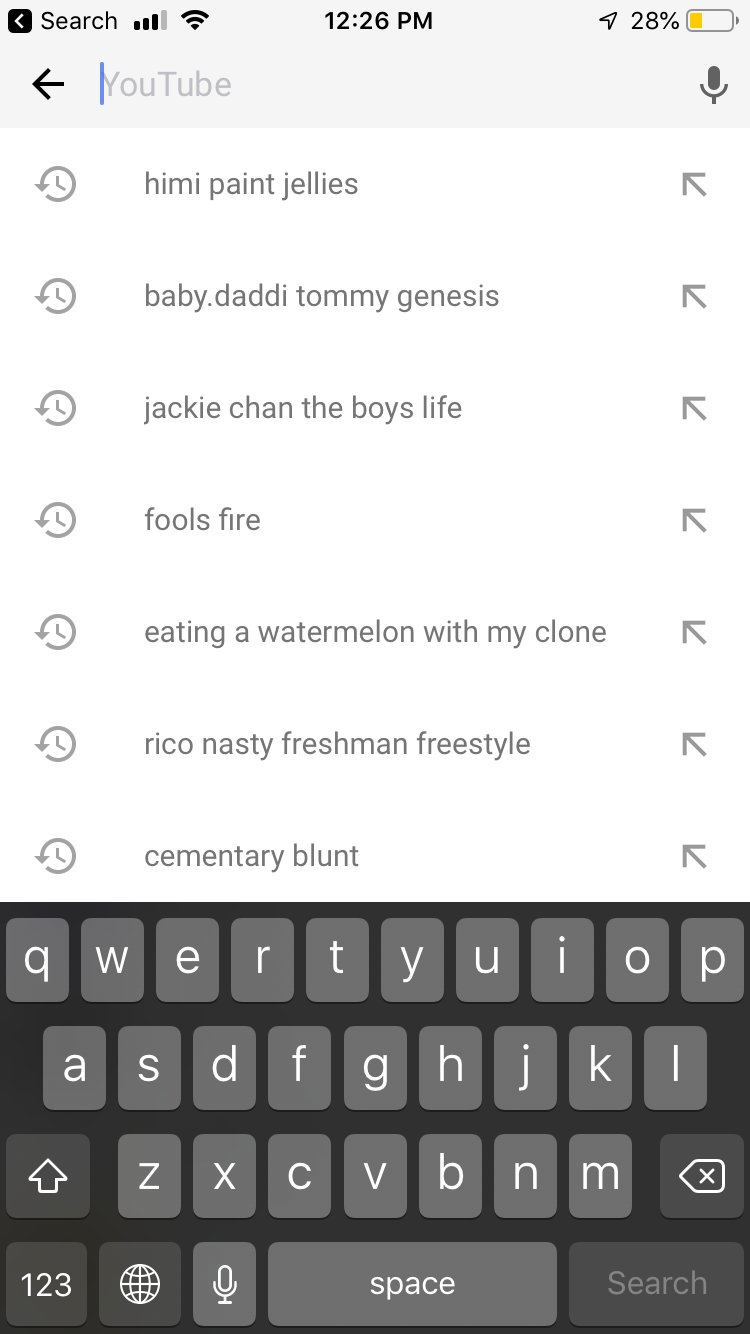 Search 12:26 PM 28%
YouTube
himi paint jellies
baby.daddi tommy genesis
jackie chan the boys life
fools fire
eating a watermelon with my clone
rico nasty freshman freestyle
cementary blunt
q w e r t y u i o p
a s d f g h j k l
z x c v b n m
123 space Search